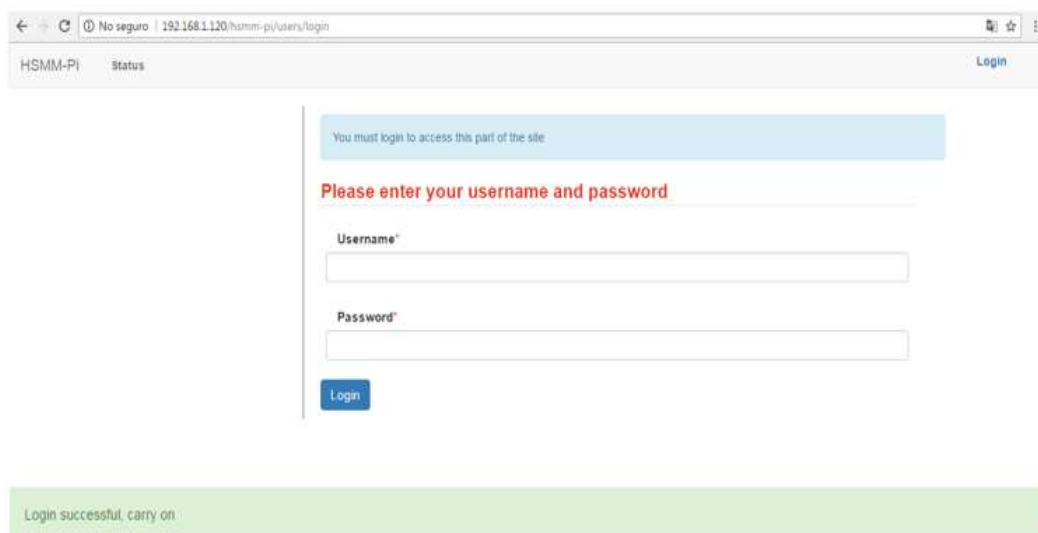 No seguro | 192.168.1.120/hsmm-pi/users/login
HSMM-Pi Status Login
You must login to access this part of the site
Please enter your username and password
Username*
Password*
Login
Login successful, carry on